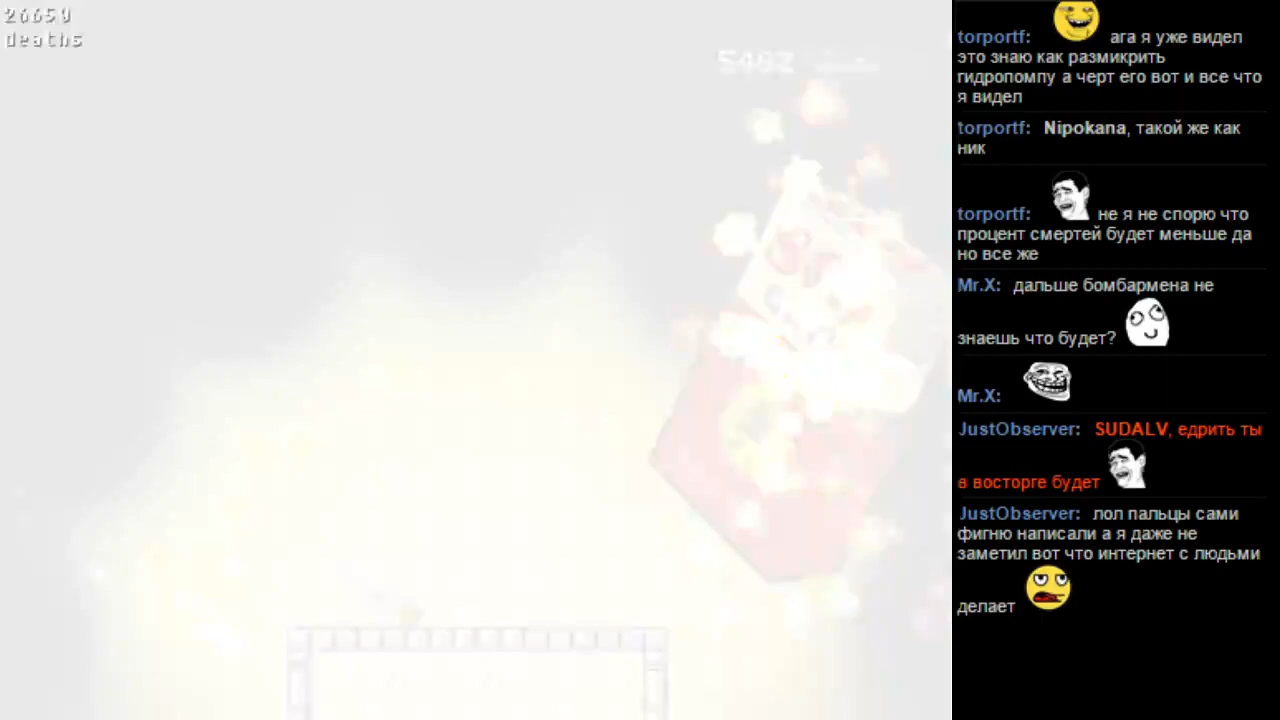 26659
deaths
5482
torportf: ага я уже видел
это знаю как размикрить
гидропомпу а черт его вот и все что
я видел
torportf: Nipokana, такой же как
ник
torportf: не я не спорю что
процент смертей будет меньше да
но все же
Mr.X: дальше бомбармена не
знаешь что будет?
Mr.X:
JustObserver: SUDALV, едрить ты
в восторге будет
JustObserver: лол пальцы сами
фигню написали а я даже не
заметил вот что интернет с людьми
делает